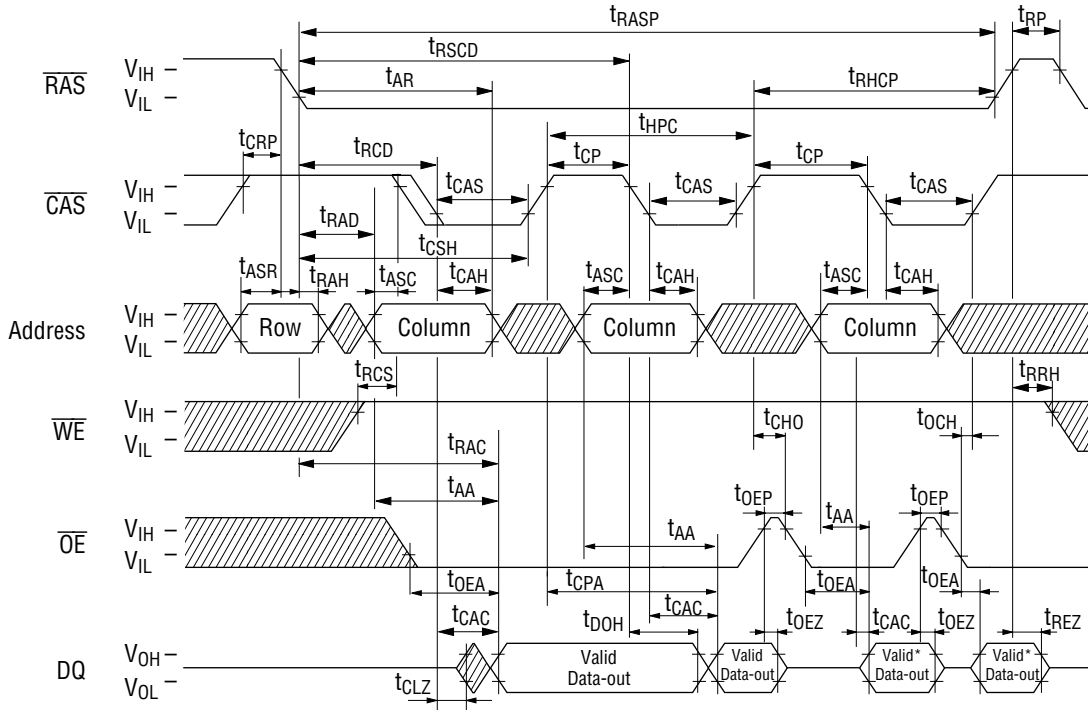 tRASP
tRP
tRSCD
tAR
tRHCP
RAS
VIH
VIL
tHPC
tCRP
tRCD
tCP
tCP
CAS
VIH
VIL
tCAS
tCAS
tCAS
tRAD
tCSH
tASR
tRAH
tASC
tCAH
tASC
tCAH
tASC
tCAH
Address
VIH
VIL
Row
Column
Column
Column
tRCS
tRRH
WE
VIH
VIL
tCHO
tOCH
tRAC
tAA
tOEP
tOEP
OE
VIH
VIL
tAA
tAA
tOEA
tCPA
tOEA
tOEA
tCAC
tCAC
tDOH
tOEZ
tCAC
tOEZ
tREZ
DQ
VOH
VOL
Valid
Data-out
Valid
Data-out
Valid*
Data-out
Valid*
Data-out
tCLZ